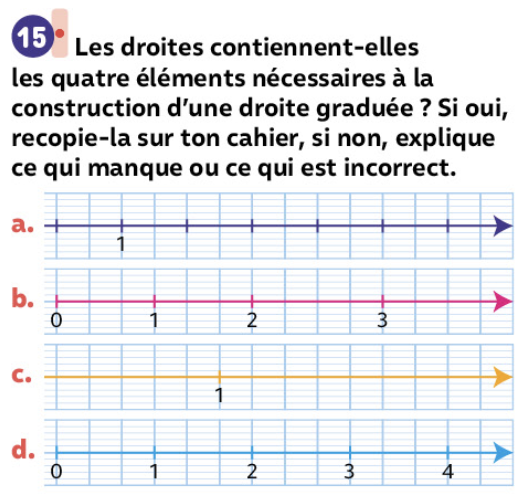 15 Les droites contiennent-elles
les quatre éléments nécessaires à la
construction d’une droite graduée ? Si oui,
recopie-la sur ton cahier, si non, explique
ce qui manque ou ce qui est incorrect.
a.
1
b.
0 1 2 3
c.
1
d.
0 1 2 3 4